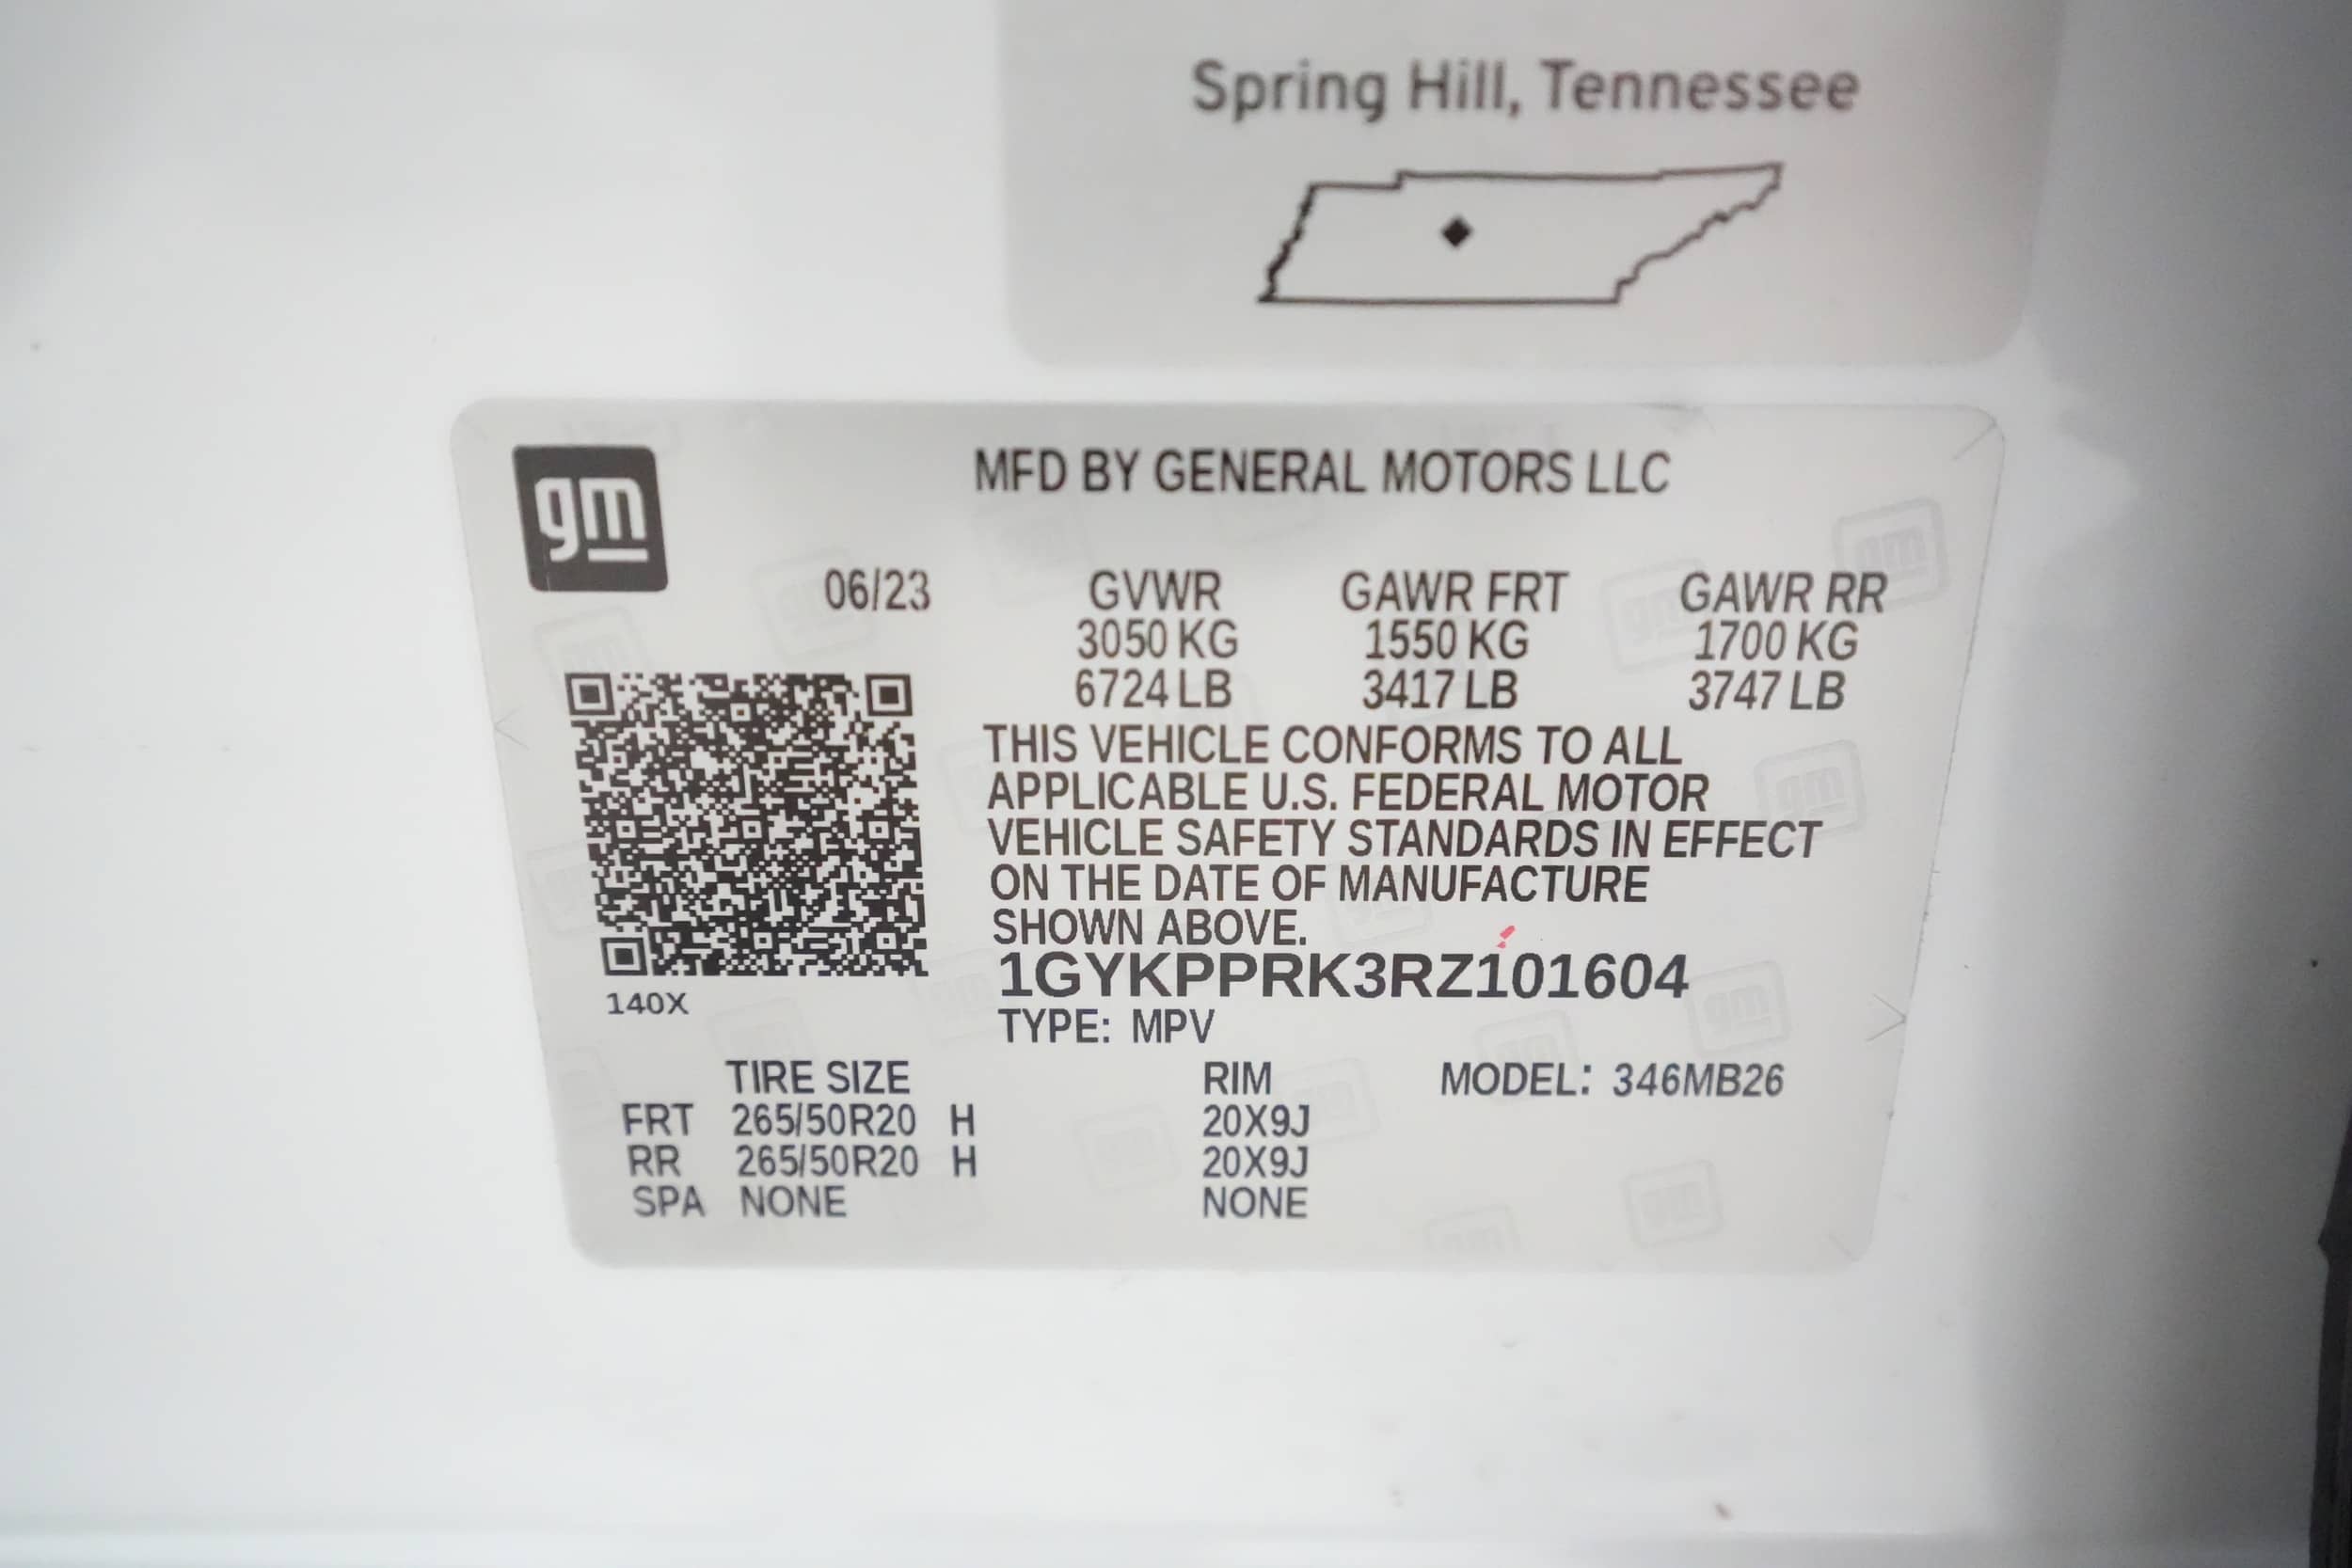 Spring Hill, Tennessee
gm
MFD BY GENERAL MOTORS LLC
06/23 GVWR GAWR FRT GAWR RR
3050 KG 1550 KG 1700 KG
6724 LB 3417 LB 3747 LB
THIS VEHICLE CONFORMS TO ALL
APPLICABLE U.S. FEDERAL MOTOR
VEHICLE SAFETY STANDARDS IN EFFECT
ON THE DATE OF MANUFACTURE
SHOWN ABOVE.
1GYKPPRK3RZ101604
140X
TYPE: MPV
TIRE SIZE RIM MODEL: 346MB26
FRT 265/50R20 H 20X9J
RR 265/50R20 H 20X9J
SPA NONE NONE